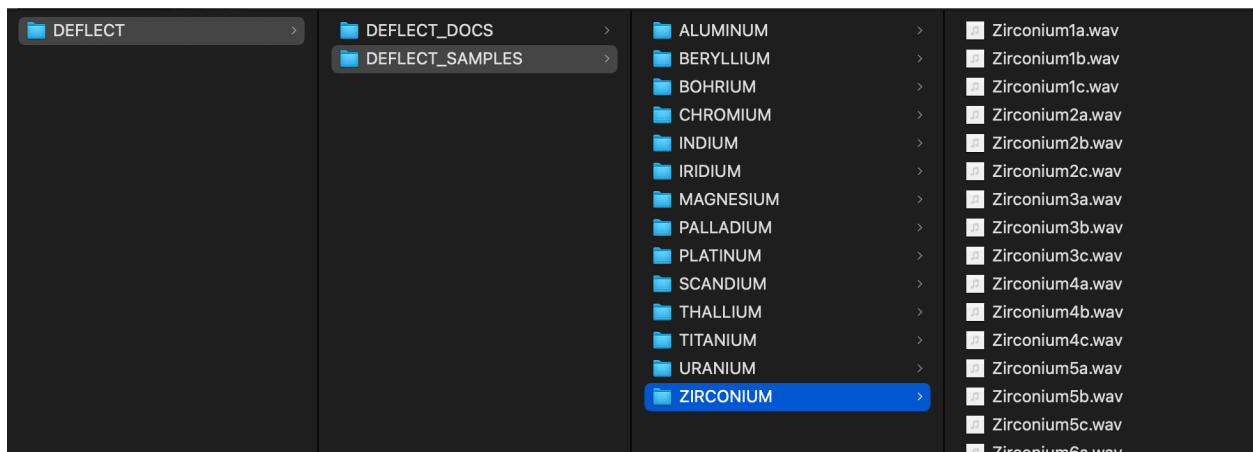 DEFLECT
DEFLECT_DOCS
DEFLECT_SAMPLES
ALUMINUM
BERYLLIUM
BOHRIUM
CHROMIUM
INDIUM
IRIDIUM
MAGNESIUM
PALLADIUM
PLATINUM
SCANDIUM
THALLIUM
TITANIUM
URANIUM
ZIRCONIUM
Zirconium1a.wav
Zirconium1b.wav
Zirconium1c.wav
Zirconium2a.wav
Zirconium2b.wav
Zirconium2c.wav
Zirconium3a.wav
Zirconium3b.wav
Zirconium3c.wav
Zirconium4a.wav
Zirconium4b.wav
Zirconium4c.wav
Zirconium5a.wav
Zirconium5b.wav
Zirconium5c.wav
Zirconium6a.wav